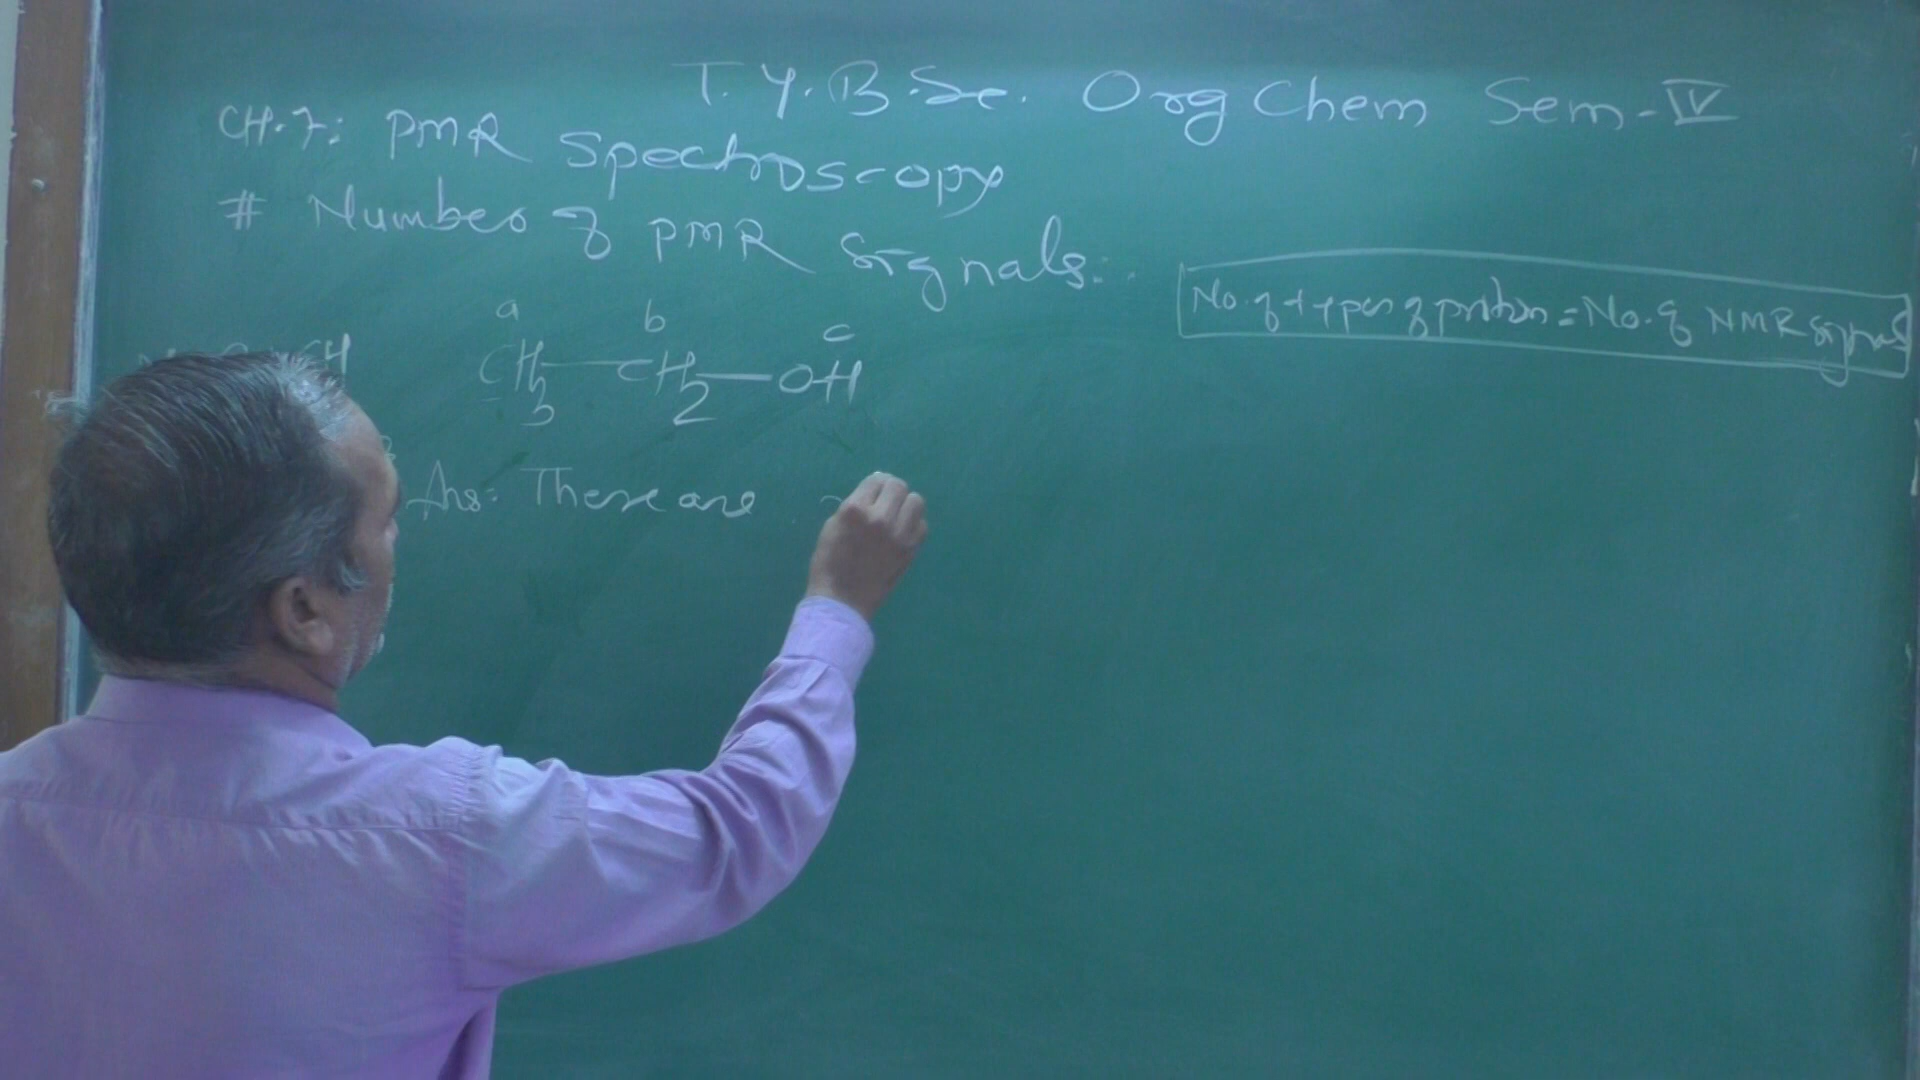 T.Y.B.Sc. Org Chem Sem-IV
CH.7: PMR Spectroscopy
# Number of PMR Signals:
No. of types of proton = No. of NMR signals
a b c
CH3—CH2—OH
Ans: There are